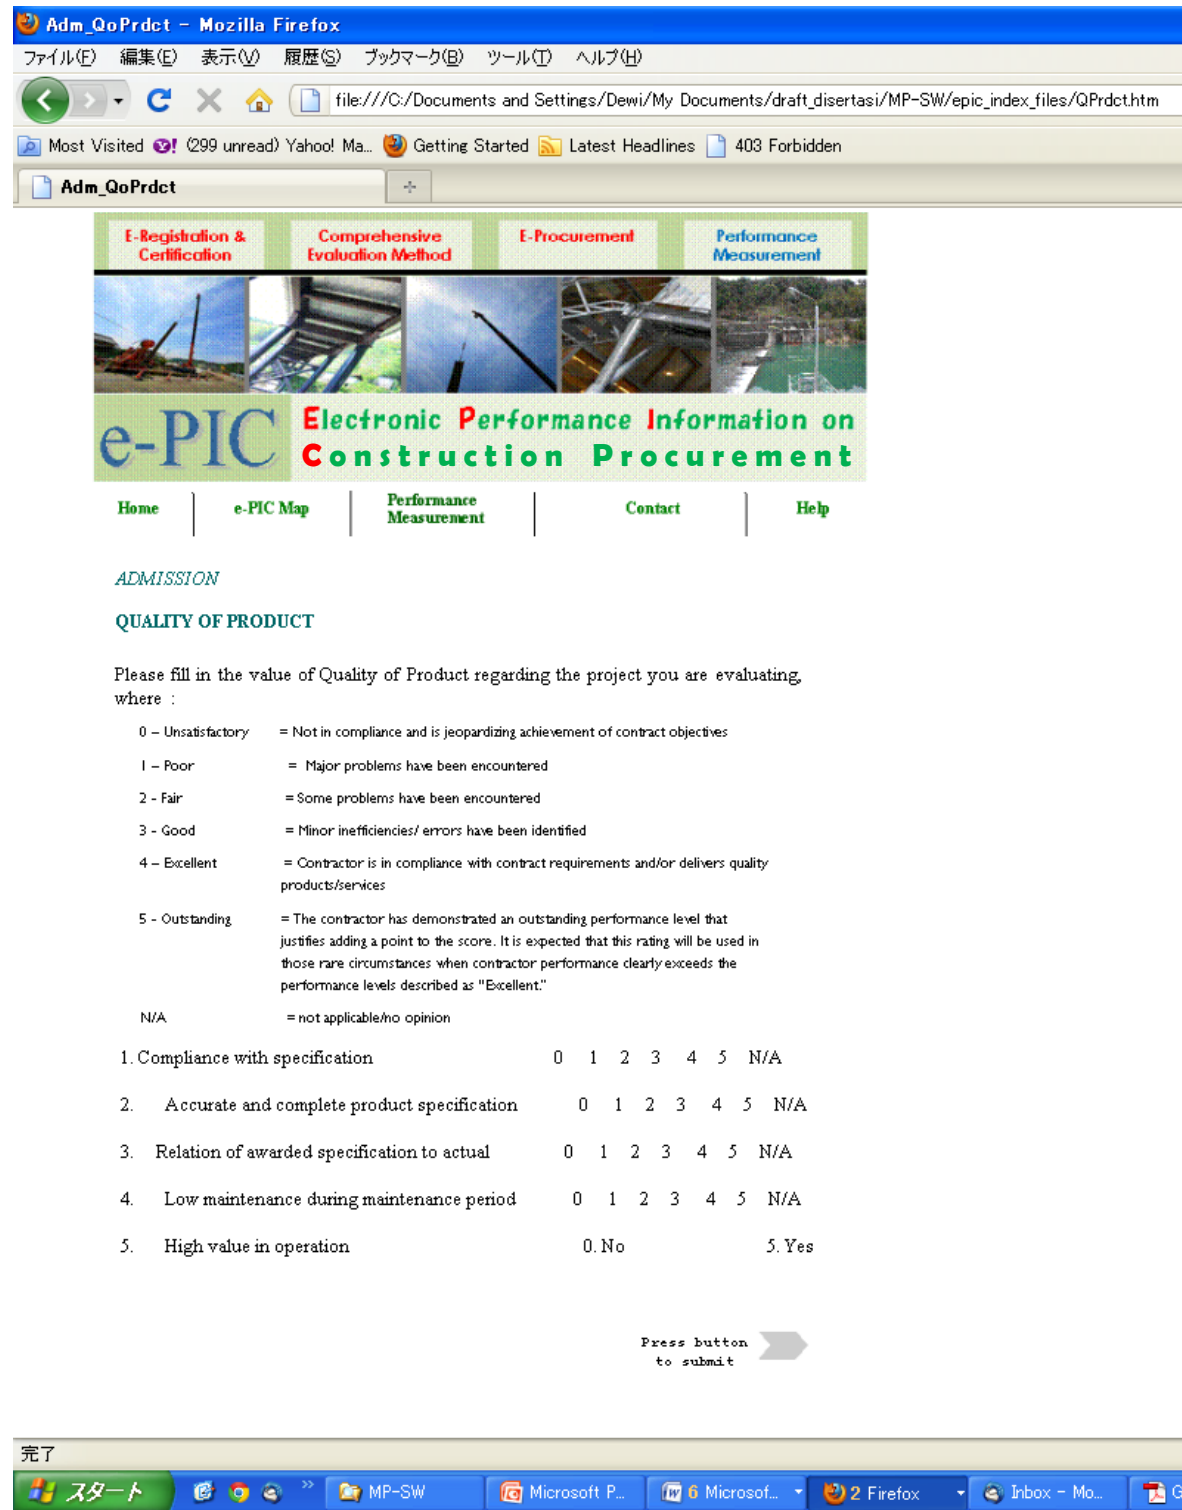 Adm_QoPrdct - Mozilla Firefox
ファイル(F) 編集(E) 表示(V) 履歴(S) ブックマーク(B) ツール(T) ヘルプ(H)
file:///C:/Documents and Settings/Dewi/My Documents/draft_disertasi/MP-SW/epic_index_files/QPrdct.htm
Most Visited (299 unread) Yahoo! Ma... Getting Started Latest Headlines 403 Forbidden
Adm_QoPrdct
E-Registration & Certification
Comprehensive Evaluation Method
E-Procurement
Performance Measurement
e-PIC
Electronic Performance Information on
Construction Procurement
Home
e-PIC Map
Performance Measurement
Contact
Help
ADMISSION
QUALITY OF PRODUCT
Please fill in the value of Quality of Product regarding the project you are evaluating,
where :
0 – Unsatisfactory = Not in compliance and is jeopardizing achievement of contract objectives
1 – Poor = Major problems have been encountered
2 - Fair = Some problems have been encountered
3 - Good = Minor inefficiencies/ errors have been identified
4 – Excellent = Contractor is in compliance with contract requirements and/or delivers quality
products/services
5 - Outstanding = The contractor has demonstrated an outstanding performance level that
justifies adding a point to the score. It is expected that this rating will be used in
those rare circumstances when contractor performance clearly exceeds the
performance levels described as "Excellent."
N/A = not applicable/no opinion
1. Compliance with specification 0 1 2 3 4 5 N/A
2. Accurate and complete product specification 0 1 2 3 4 5 N/A
3. Relation of awarded specification to actual 0 1 2 3 4 5 N/A
4. Low maintenance during maintenance period 0 1 2 3 4 5 N/A
5. High value in operation 0. No 5. Yes
Press button
to submit
完了
スタート MP-SW Microsoft P... 6 Microsof... 2 Firefox Inbox - Mo... G